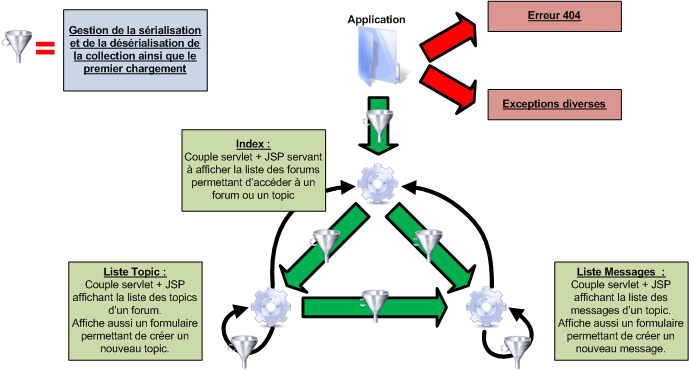 Gestion de la sérialisation
et de la désérialisation de
la collection ainsi que le
premier chargement
Application
Erreur 404
Exceptions diverses
Index :
Couple servlet + JSP servant
à afficher la liste des forums
permettant d'accéder à un
forum ou un topic
Liste Topic :
Couple servlet + JSP
affichant la liste des topics
d'un forum.
Affiche aussi un formulaire
permettant de créer un
nouveau topic.
Liste Messages :
Couple servlet + JSP
affichant la liste des
messages d'un topic.
Affiche aussi un formulaire
permettant de créer un
nouveau message.